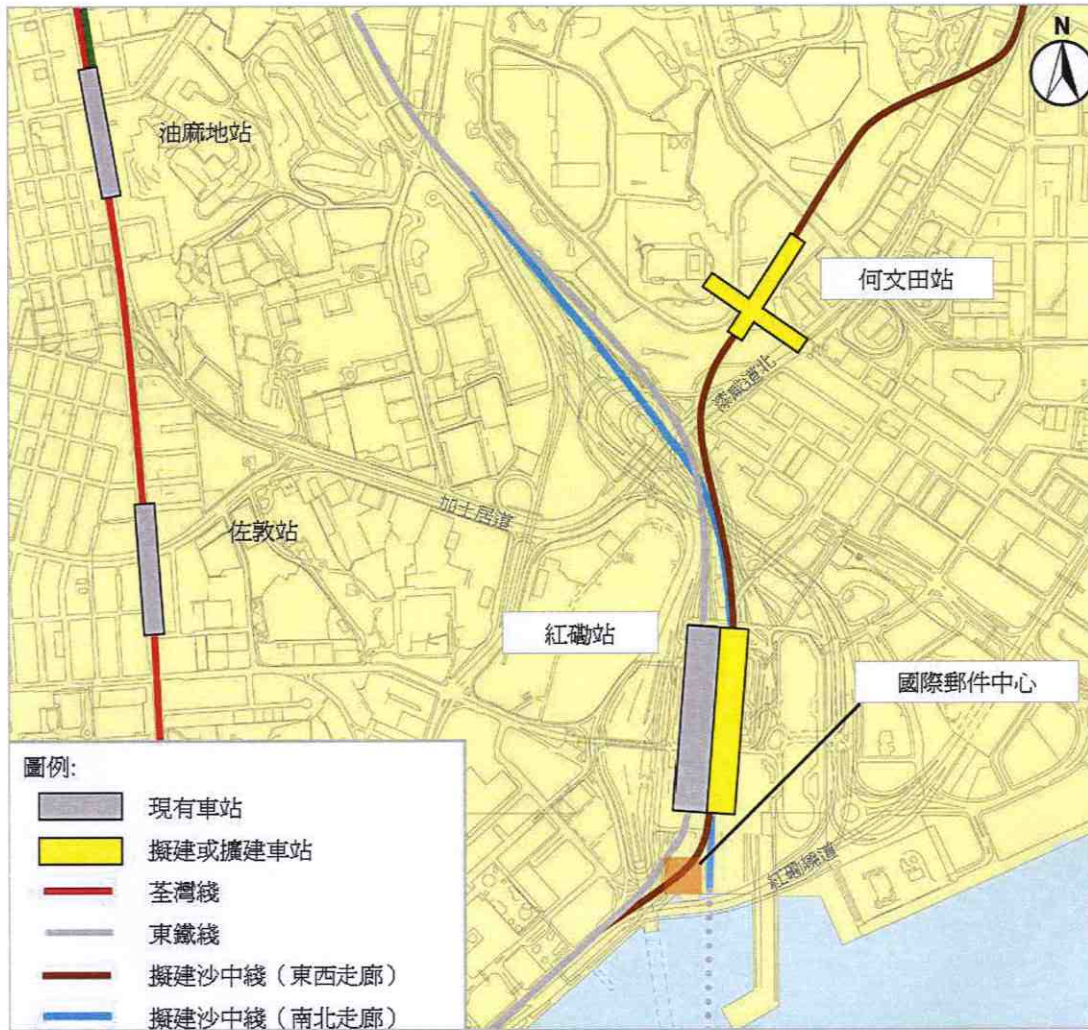 N
油麻地站
何文田站
漆咸道北
加士居道
佐敦站
紅磡站
國際郵件中心
紅磡繞道
圖例:
現有車站
擬建或擴建車站
荃灣綫
東鐵綫
擬建沙中綫（東西走廊）
擬建沙中綫（南北走廊）